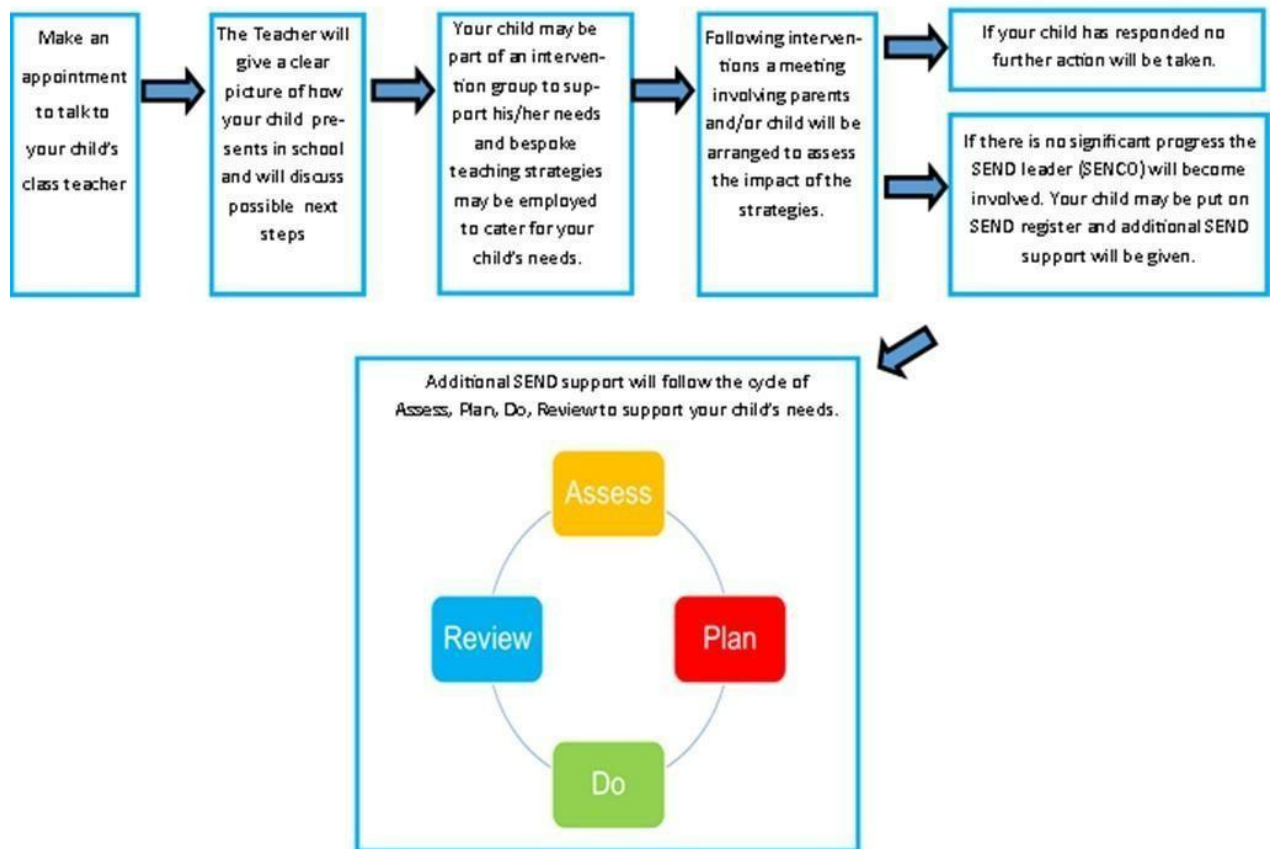 Make an
appointment
to talk to
your child's
class teacher
The Teacher will
give a clear
picture of how
your child pre-
sents in school
and will discuss
possible next
steps
Your child may be
part of an interven-
tion group to sup-
port his/her needs
and bespoke
teaching strategies
may be employed
to cater for your
child's needs.
Following interven-
tions a meeting
involving parents
and/or child will be
arranged to assess
the impact of the
strategies.
If your child has responded no
further action will be taken.
If there is no significant progress the
SEND leader (SENCO) will become
involved. Your child may be put on
SEND register and additional SEND
support will be given.
Additional SEND support will follow the cycle of
Assess, Plan, Do, Review to support your child's needs.
Assess
Review
Plan
Do